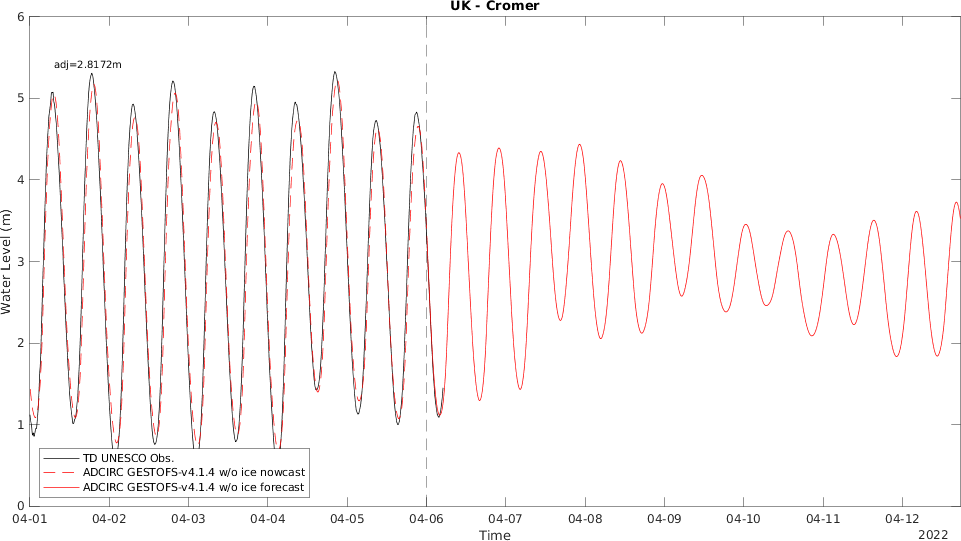 UK - Cromer
adj=2.8172m
Water Level (m)
6
5
4
3
2
1
0
TD UNESCO Obs.
ADCIRC GESTOFS-v4.1.4 w/o ice nowcast
ADCIRC GESTOFS-v4.1.4 w/o ice forecast
04-01 04-02 04-03 04-04 04-05 04-06 04-07 04-08 04-09 04-10 04-11 04-12
Time
2022